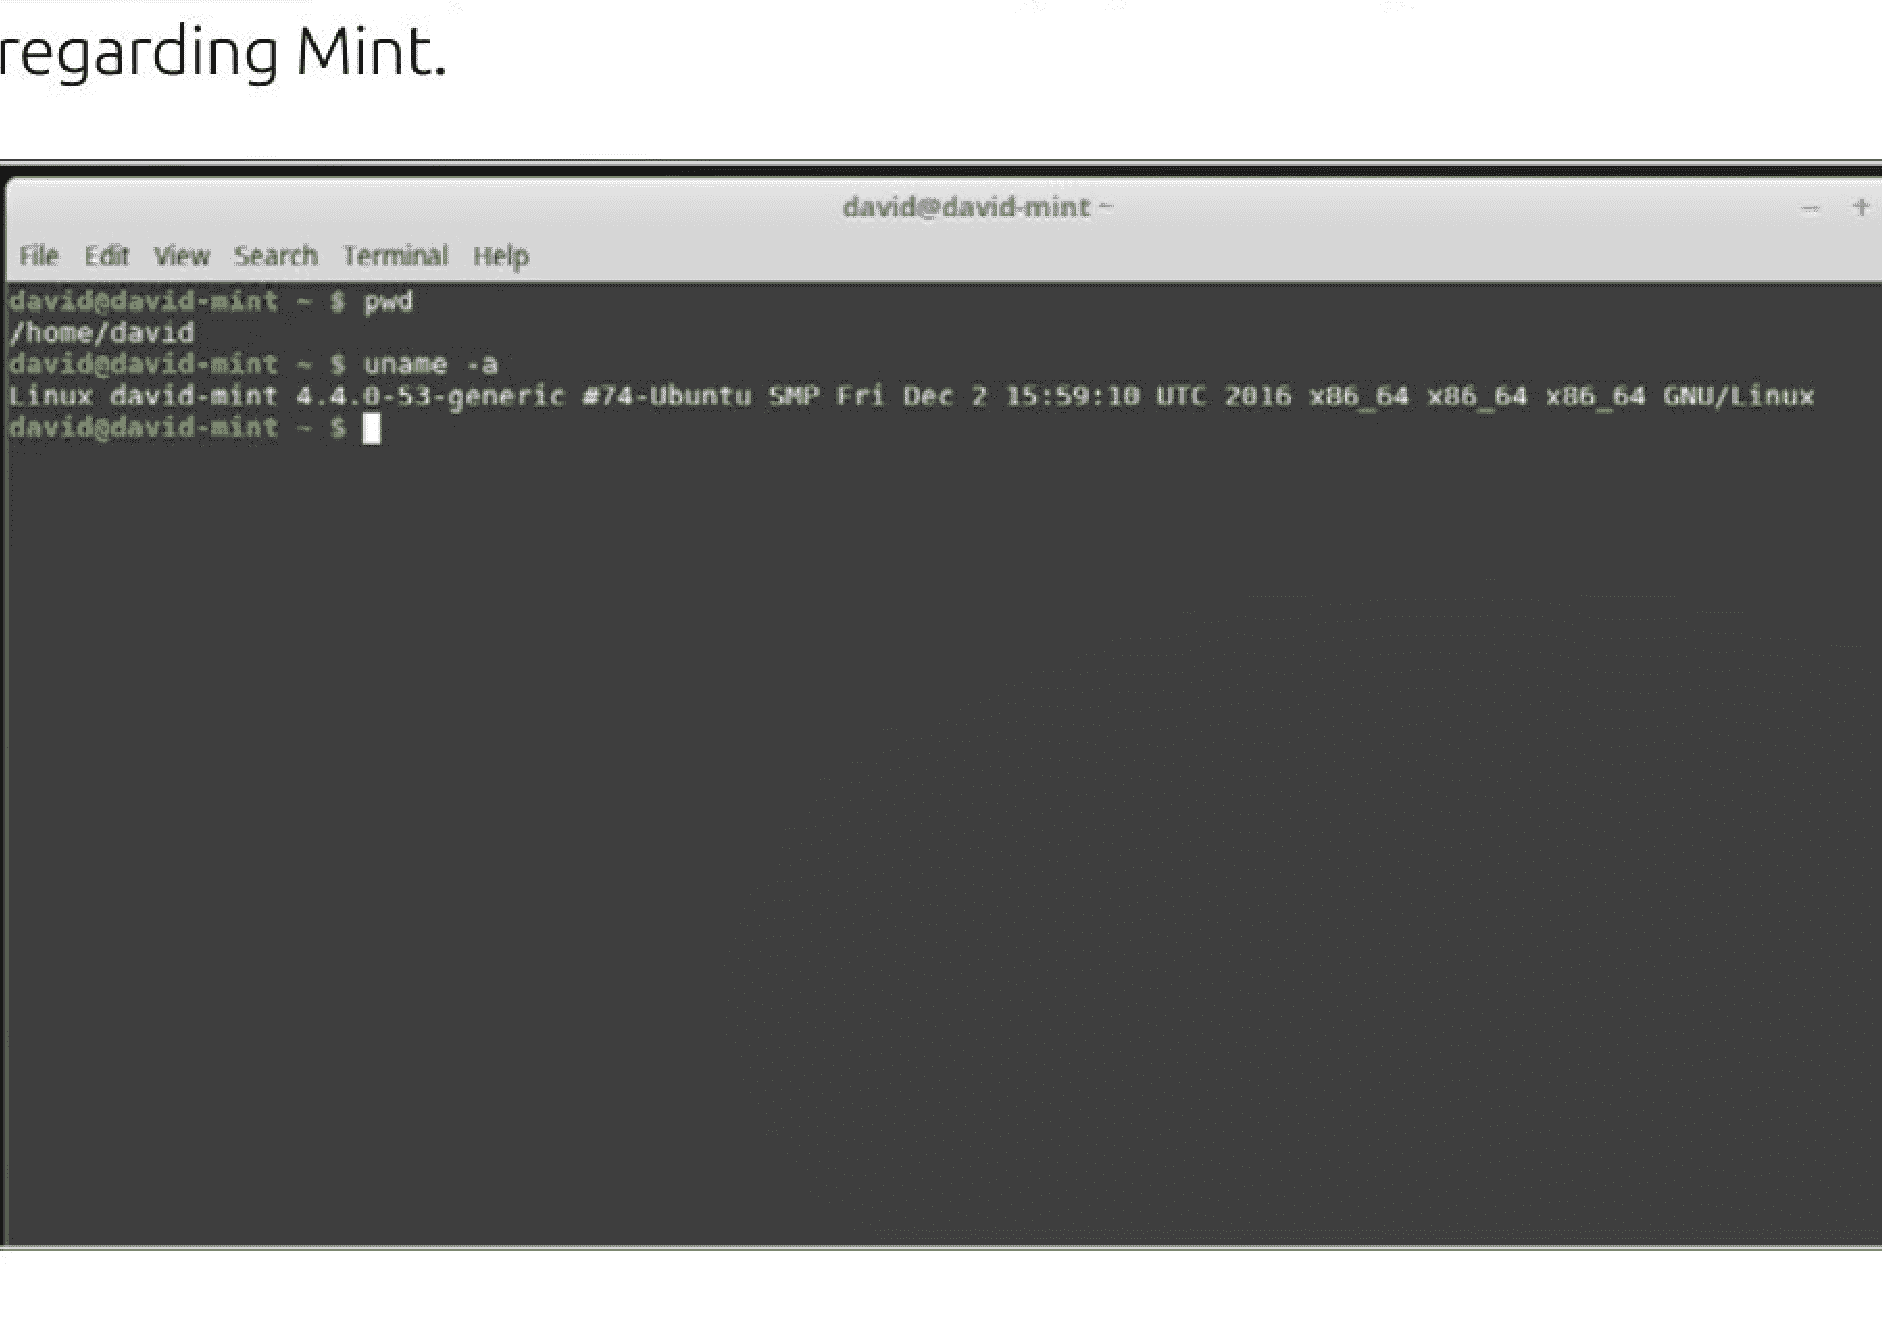 regarding Mint.
david@david-mint ~
File Edit View Search Terminal Help
david@david-mint ~ $ pwd
/home/david
david@david-mint ~ $ uname -a
Linux david-mint 4.4.0-53-generic #74-Ubuntu SMP Fri Dec 2 15:59:10 UTC 2016 x86_64 x86_64 x86_64 GNU/Linux
david@david-mint ~ $